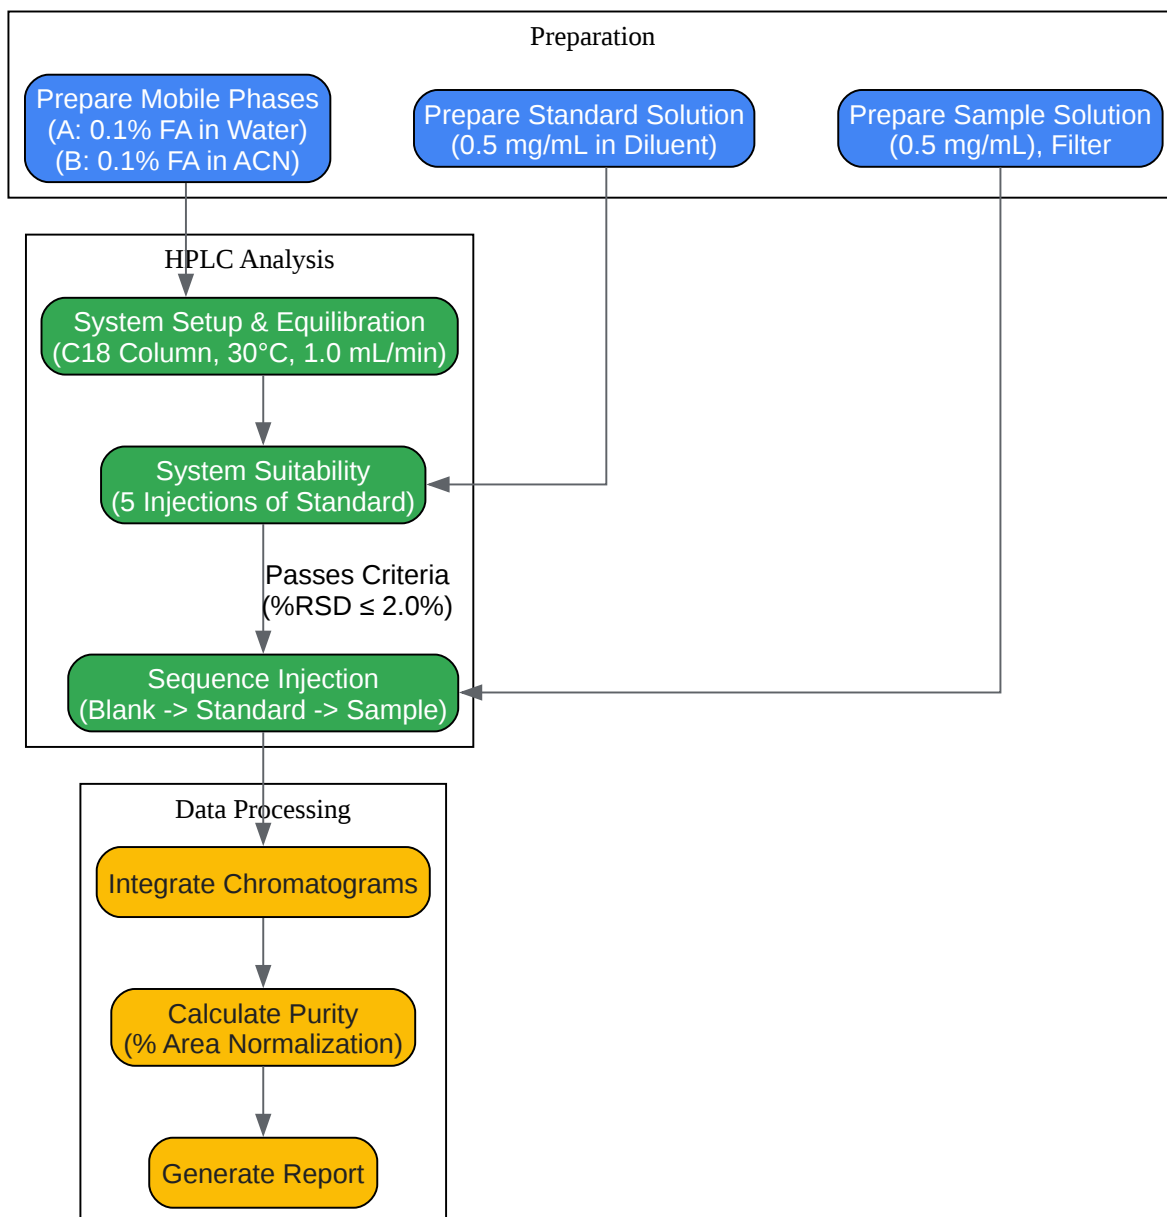 Preparation
Prepare Mobile Phases
(A: 0.1% FA in Water)
(B: 0.1% FA in ACN)
Prepare Standard Solution
(0.5 mg/mL in Diluent)
Prepare Sample Solution
(0.5 mg/mL), Filter
HPLC Analysis
System Setup & Equilibration
(C18 Column, 30°C, 1.0 mL/min)
System Suitability
(5 Injections of Standard)
Passes Criteria
(%RSD ≤ 2.0%)
Sequence Injection
(Blank -> Standard -> Sample)
Data Processing
Integrate Chromatograms
Calculate Purity
(% Area Normalization)
Generate Report